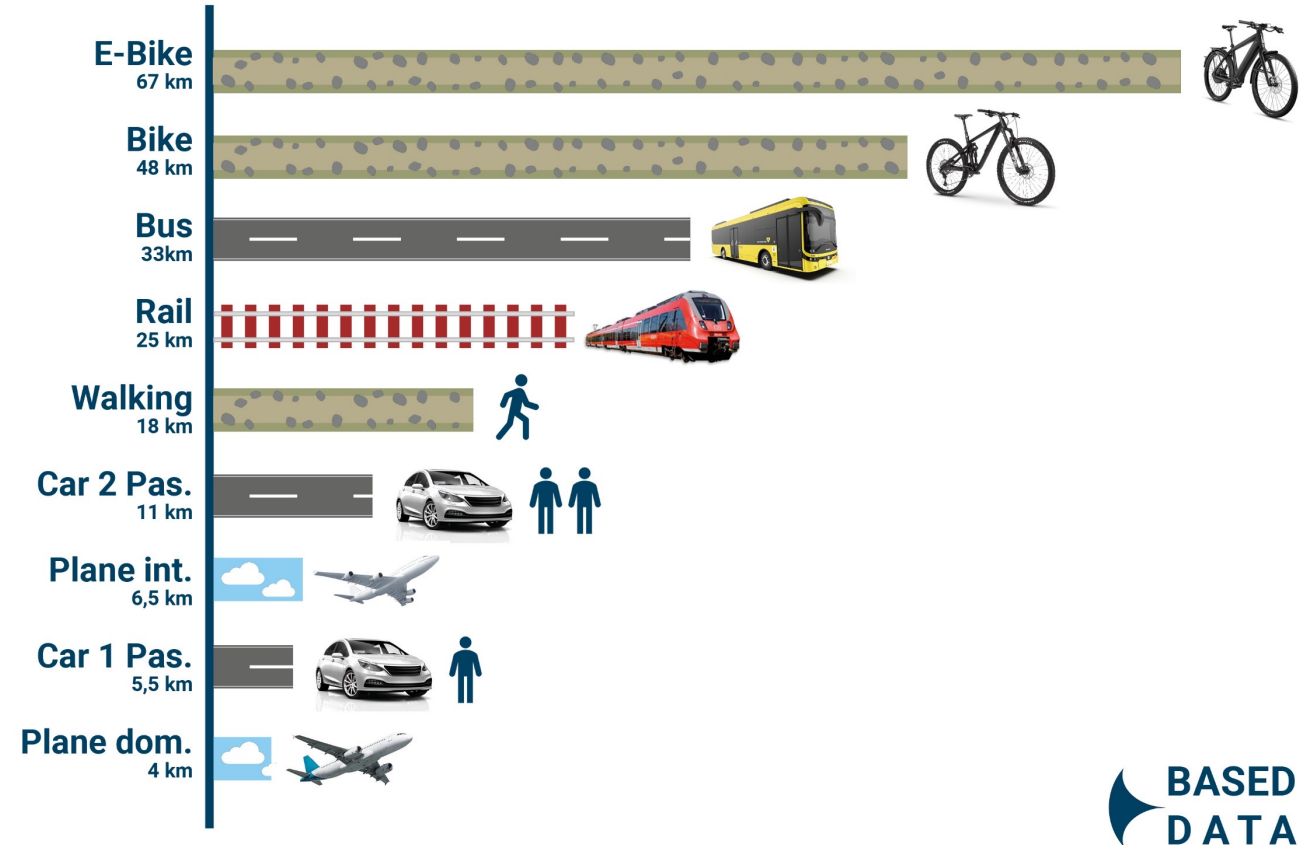 E-Bike
67 km
Bike
48 km
Bus
33km
Rail
25 km
Walking
18 km
Car 2 Pas.
11 km
Plane int.
6,5 km
Car 1 Pas.
5,5 km
Plane dom.
4 km
BASED
DATA